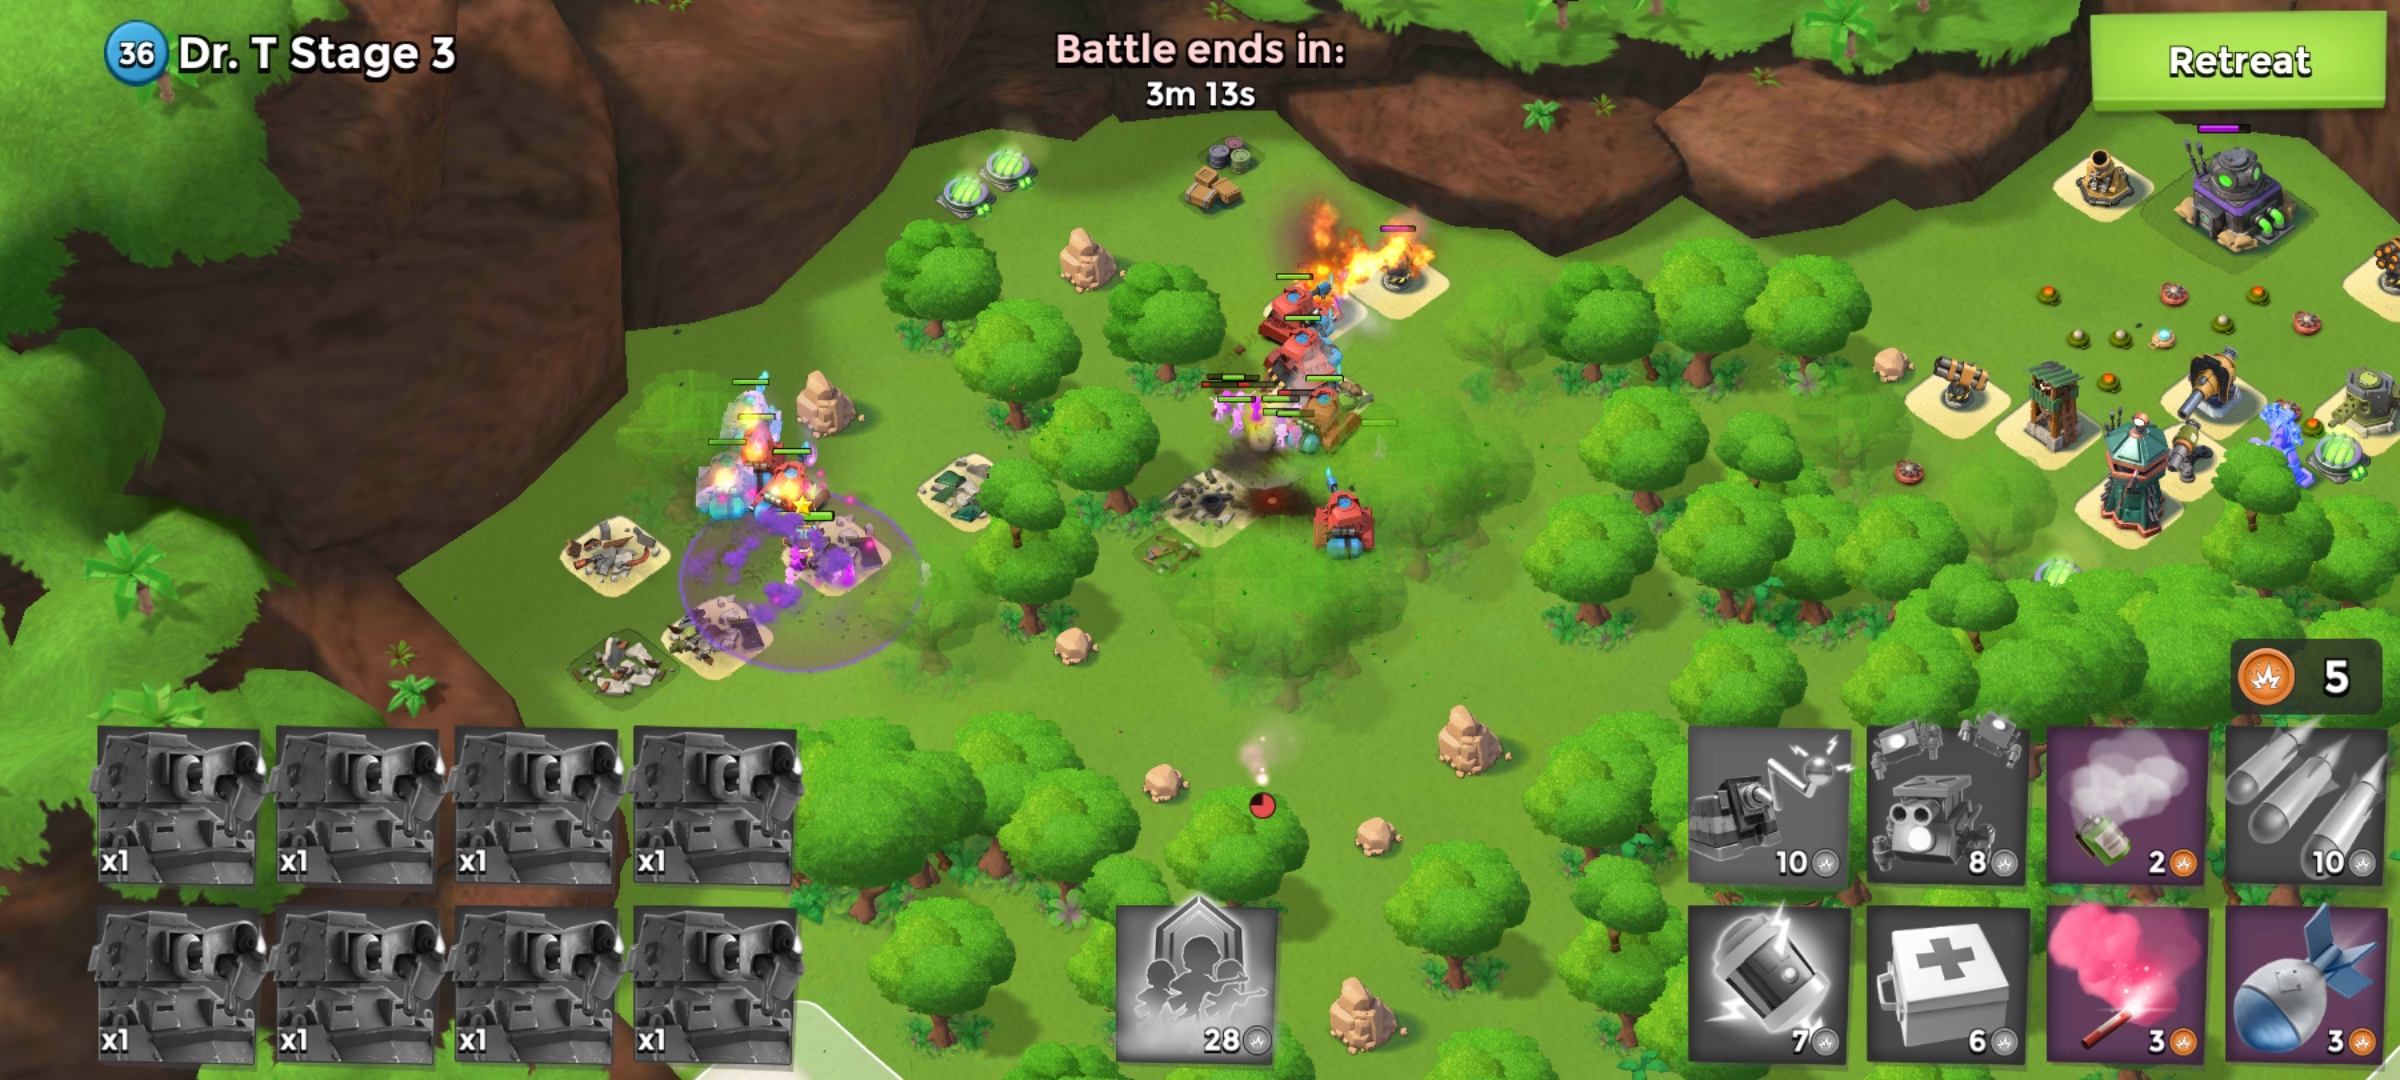 36 Dr. T Stage 3
Battle ends in:
3m 13s
Retreat
5
x1 x1 x1 x1
10 8 2 10
x1 x1 x1 x1
28
7 6 3 3